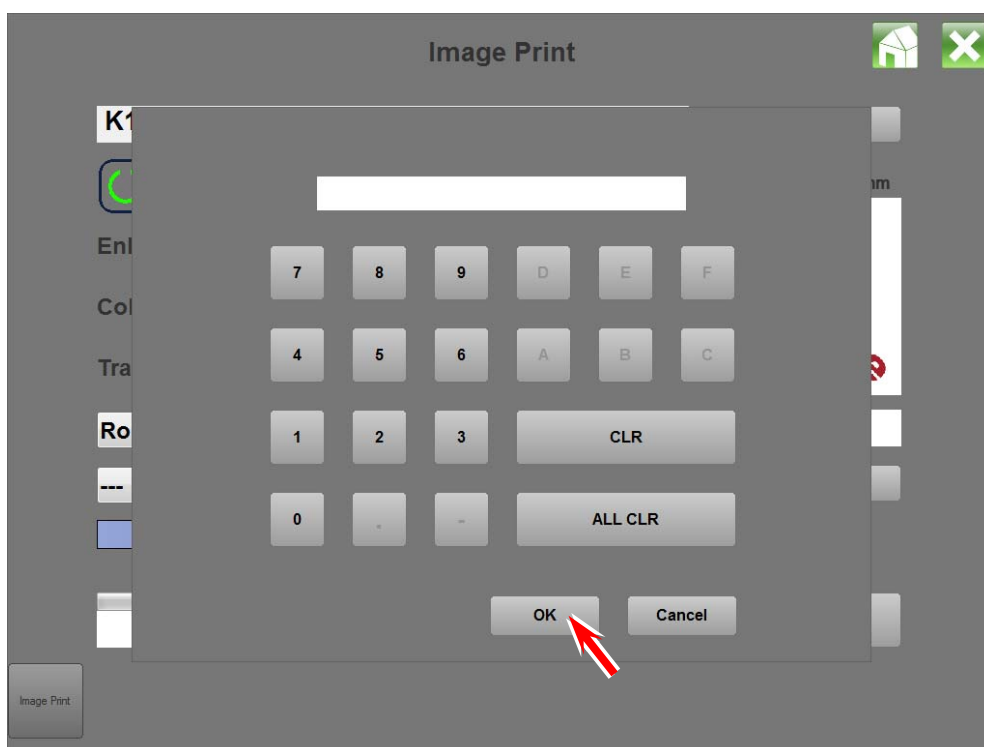 Image Print
K1
mm
Enl
Col
Tra
Ro
---
7 8 9 D E F
4 5 6 A B C
1 2 3 CLR
0 . - ALL CLR
OK Cancel
Image Print